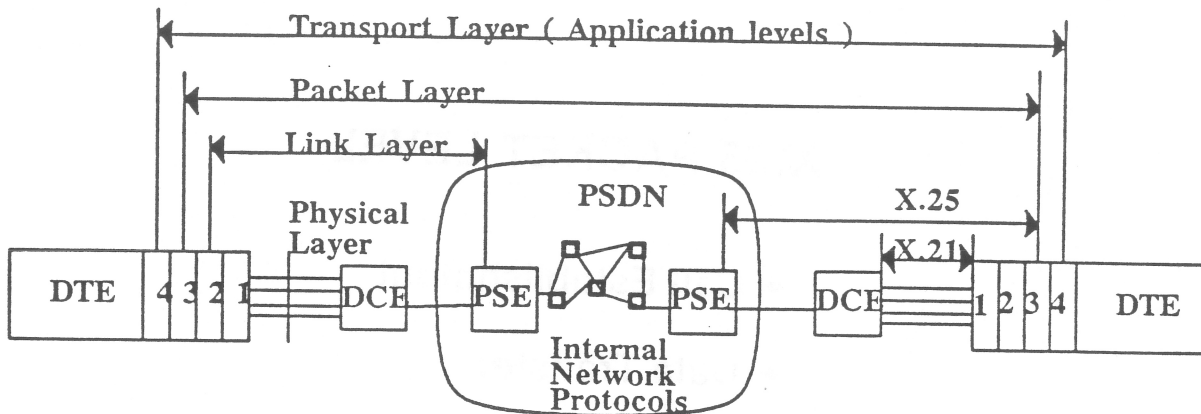 Transport Layer ( Application levels )
Packet Layer
Link Layer
PSDN
X.25
Physical
Layer
X.21
DTE 4 3 2 1 DCE PSE PSE DCE 1 2 3 4 DTE
Internal
Network
Protocols